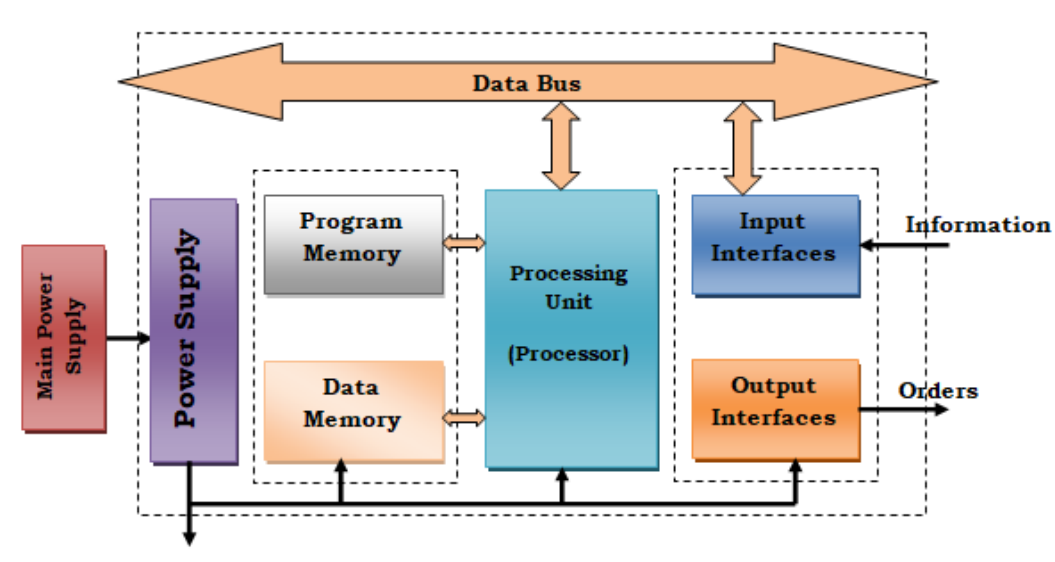 Data Bus
Main Power
Supply
Power Supply
Program
Memory
Data
Memory
Processing
Unit
(Processor)
Input
Interfaces
Information
Output
Interfaces
Orders